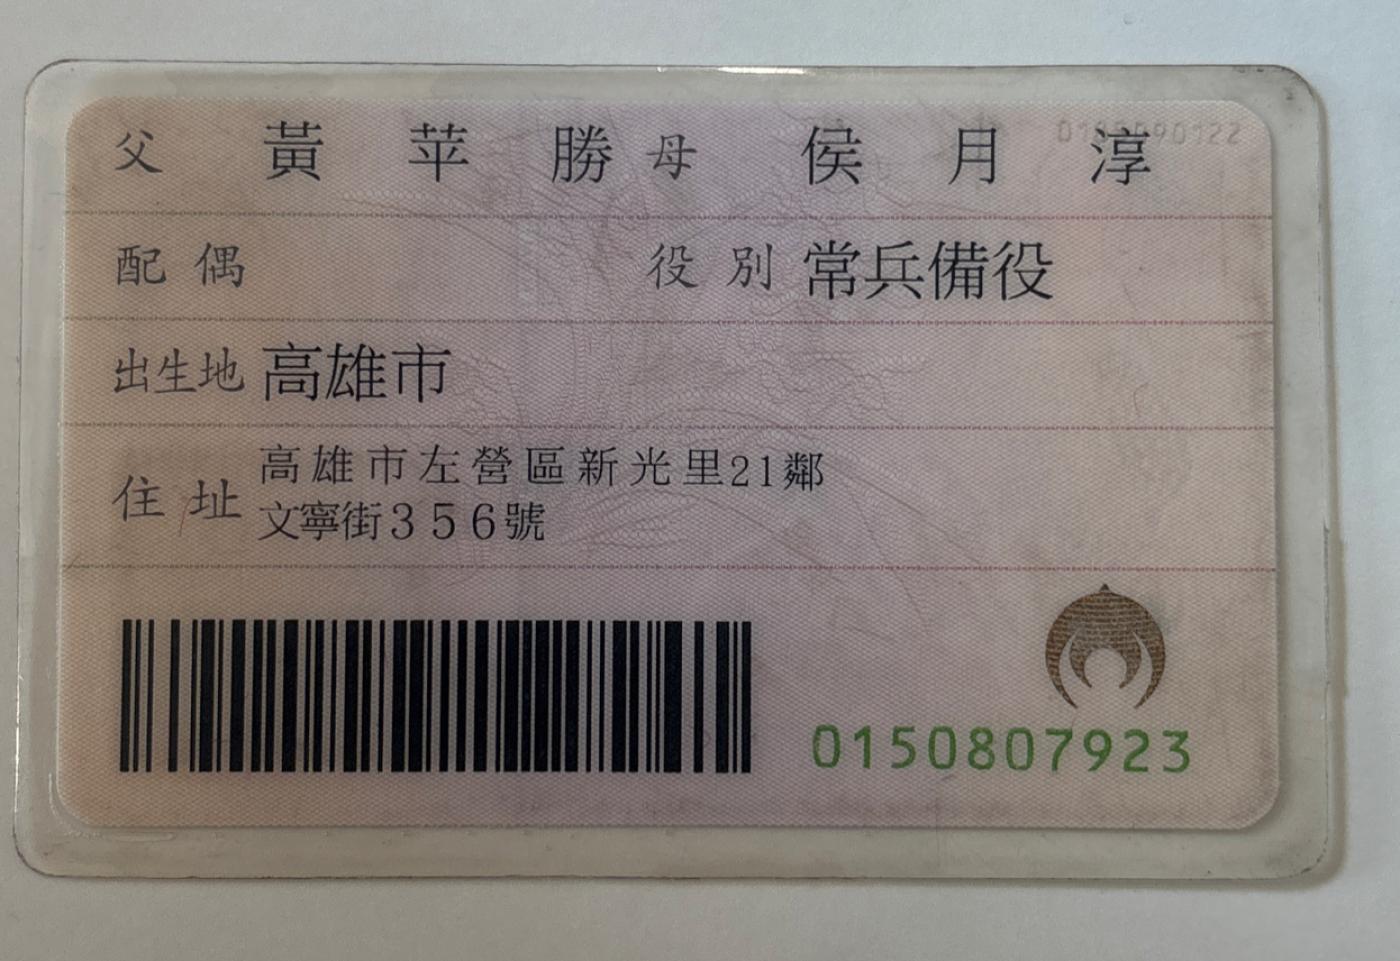 父 黃苹勝 母 侯月淳
配偶 役別 常兵備役
出生地 高雄市
住址 高雄市左營區新光里21鄰
文寧街356號
0150807923